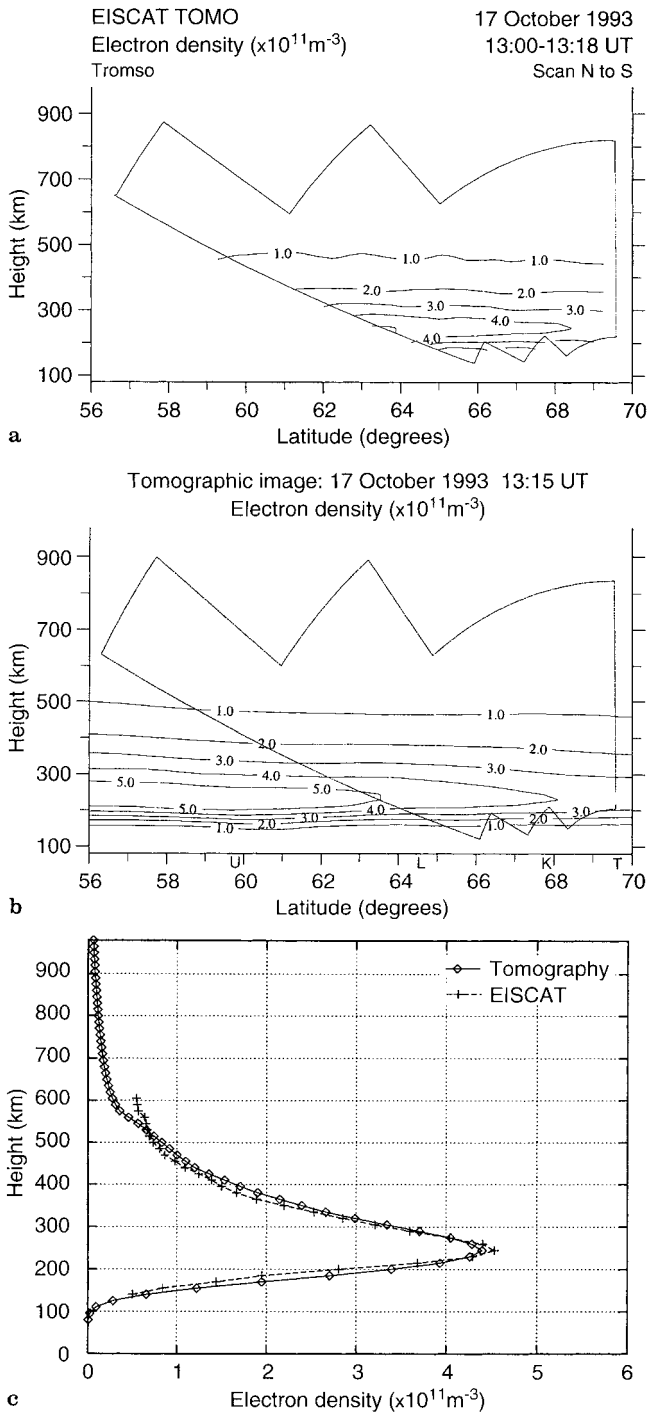 EISCAT TOMO 17 October 1993
Electron density (x10¹¹m⁻³) 13:00-13:18 UT
Tromso Scan N to S
900
700
500
300
100
Height (km)
1.0 1.0 1.0
2.0 2.0
3.0 3.0
4.0
4.0
56 58 60 62 64 66 68 70
Latitude (degrees)
a
Tomographic image: 17 October 1993 13:15 UT
Electron density (x10¹¹m⁻³)
900
700
500
300
100
Height (km)
1.0 1.0
2.0 2.0
3.0 3.0
4.0
5.0 5.0
5.0 4.0 3.0
3.0 2.0
1.0 2.0 1.0
U L K T
56 58 60 62 64 66 68 70
Latitude (degrees)
b
Tomography
EISCAT
900
800
700
600
500
400
300
200
100
0
Height (km)
0 1 2 3 4 5 6
Electron density (x10¹¹m⁻³)
c